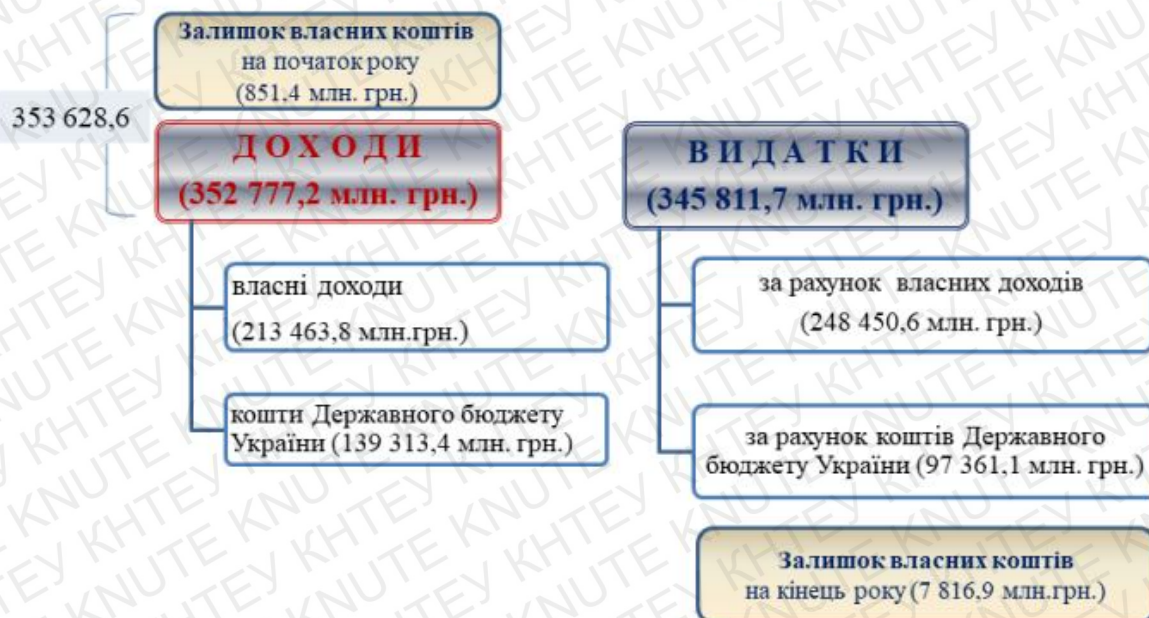 Залишок власних коштів
на початок року
(851,4 млн. грн.)
353 628,6
ДОХОДИ
(352 777,2 млн. грн.)
власні доходи
(213 463,8 млн.грн.)
кошти Державного бюджету
України (139 313,4 млн. грн.)
ВИДАТКИ
(345 811,7 млн. грн.)
за рахунок власних доходів
(248 450,6 млн. грн.)
за рахунок коштів Державного
бюджету України (97 361,1 млн. грн.)
Залишок власних коштів
на кінець року (7 816,9 млн.грн.)